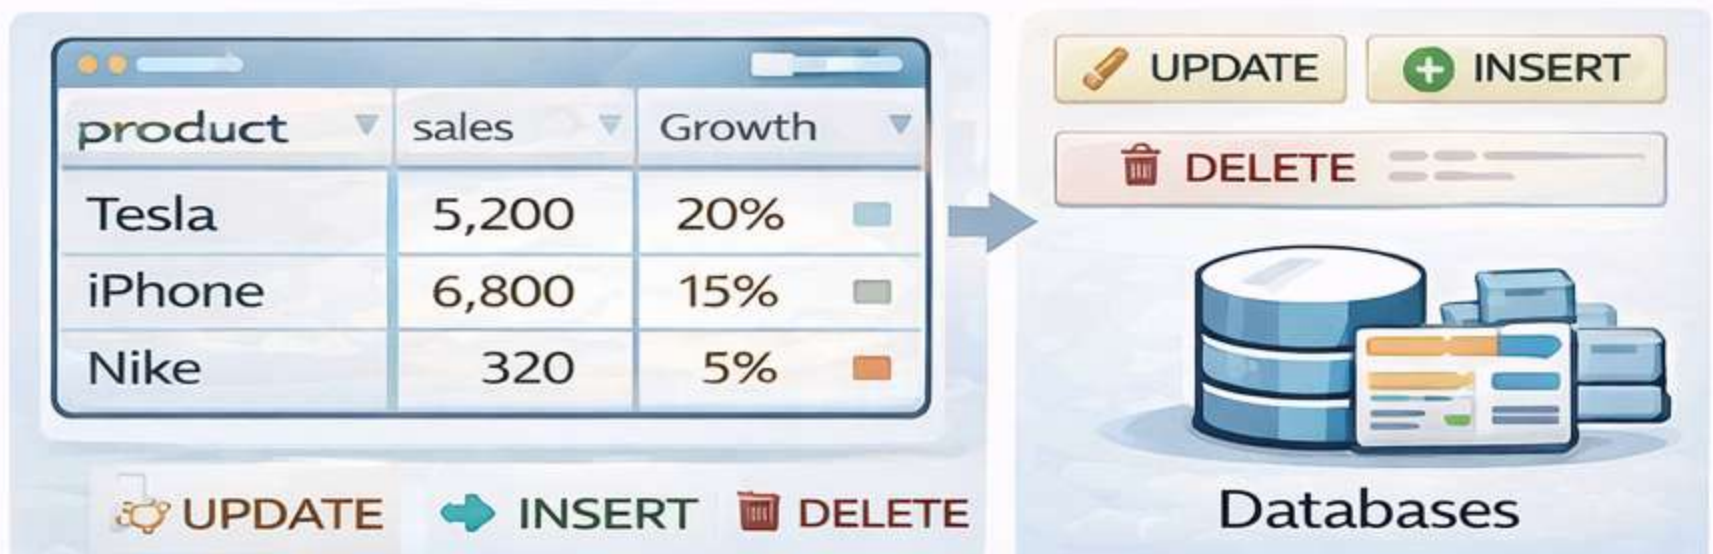 product sales Growth
Tesla 5,200 20%
iPhone 6,800 15%
Nike 320 5%
UPDATE INSERT DELETE
UPDATE INSERT
DELETE
Databases